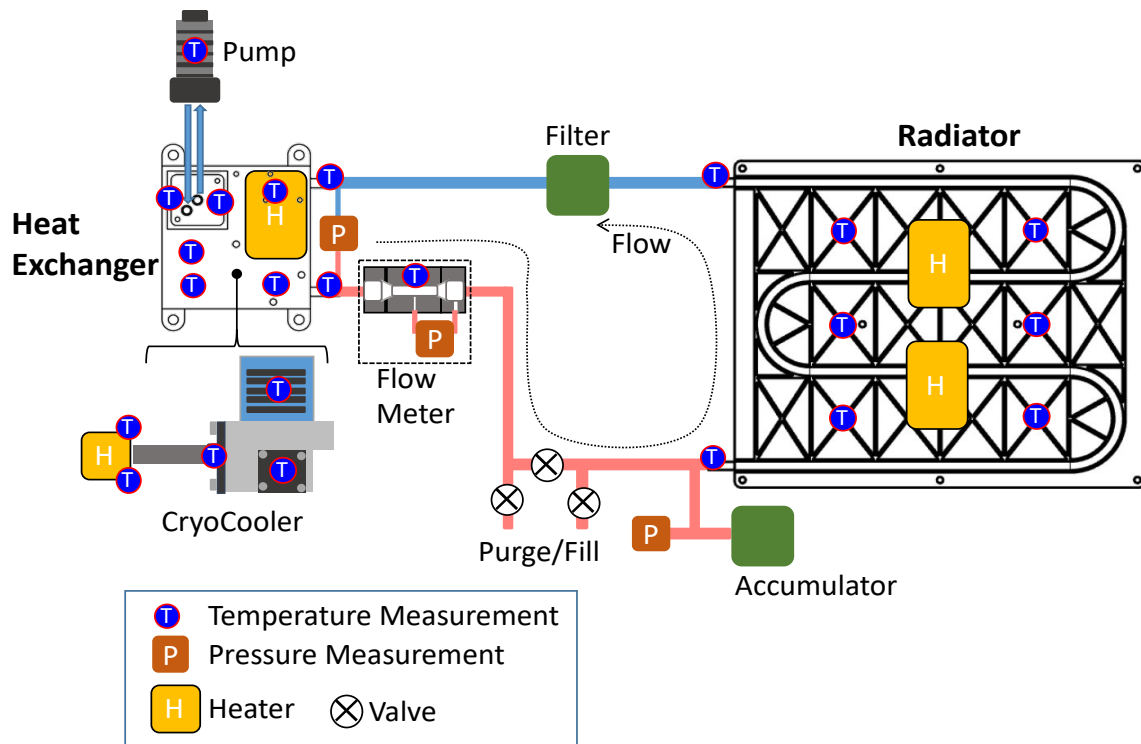 T
Pump
Filter
Radiator
T
T
T
T
T
T
H
P
Flow
T
T
H
Heat
Exchanger
T
T
T
T
T
P
Flow
Meter
T
T
H
T
T
T
T
H
T
T
T
T
CryoCooler
Purge/Fill
P
Accumulator
T Temperature Measurement
P Pressure Measurement
H Heater Valve